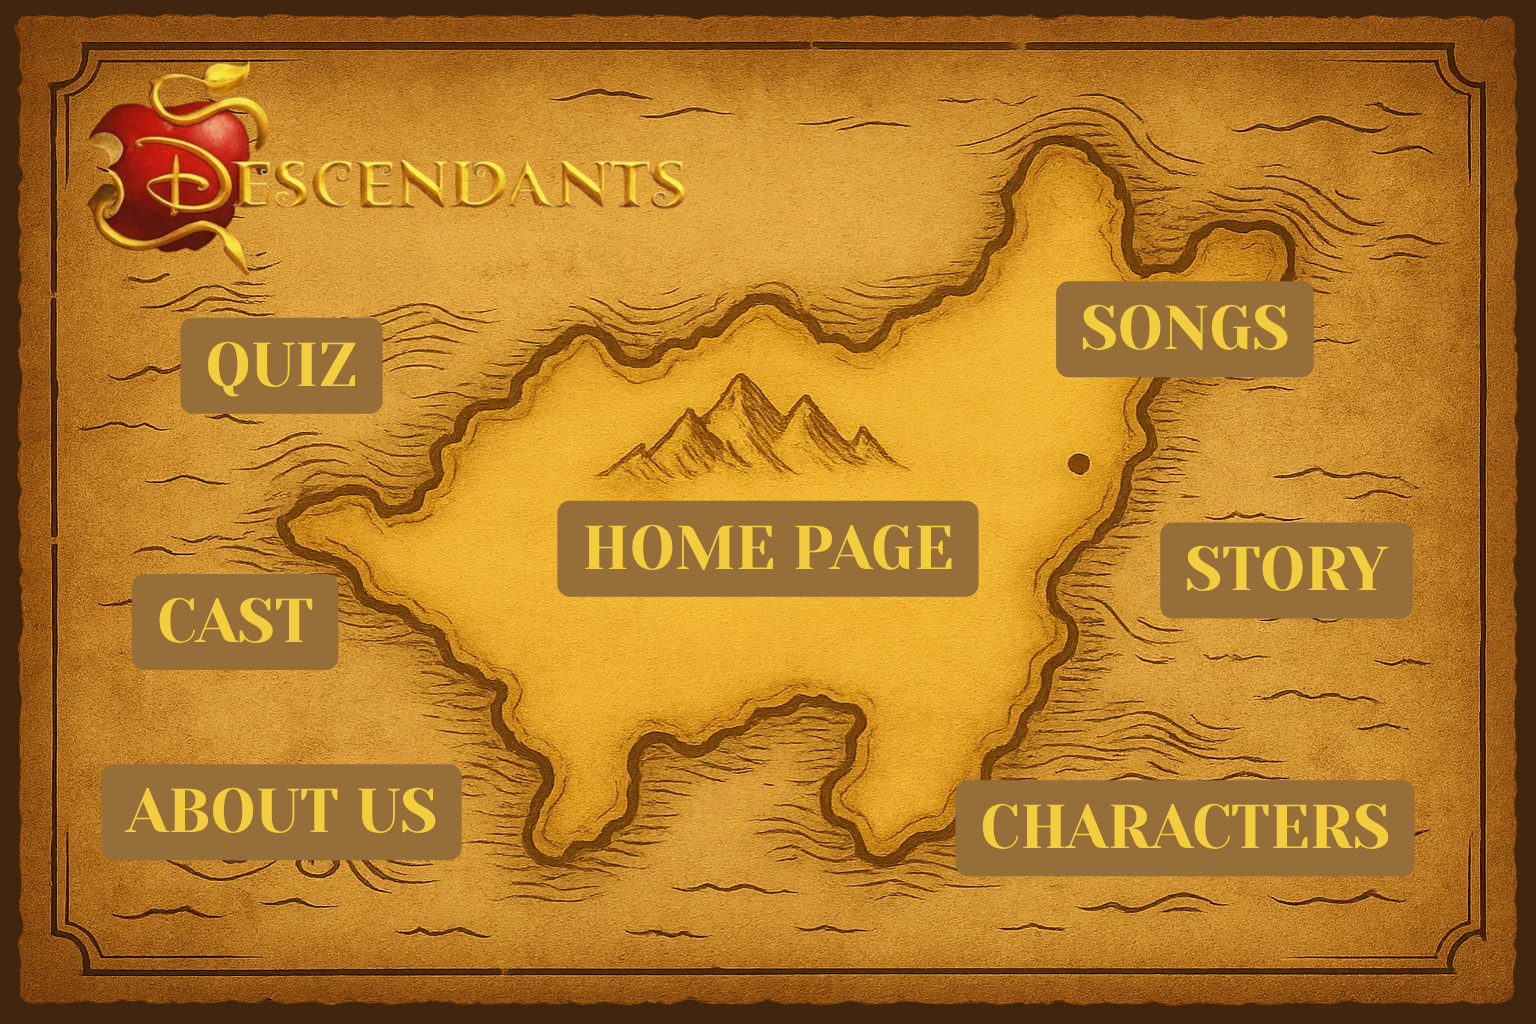 DESCENDANTS
SONGS
QUIZ
HOME PAGE
STORY
CAST
ABOUT US
CHARACTERS